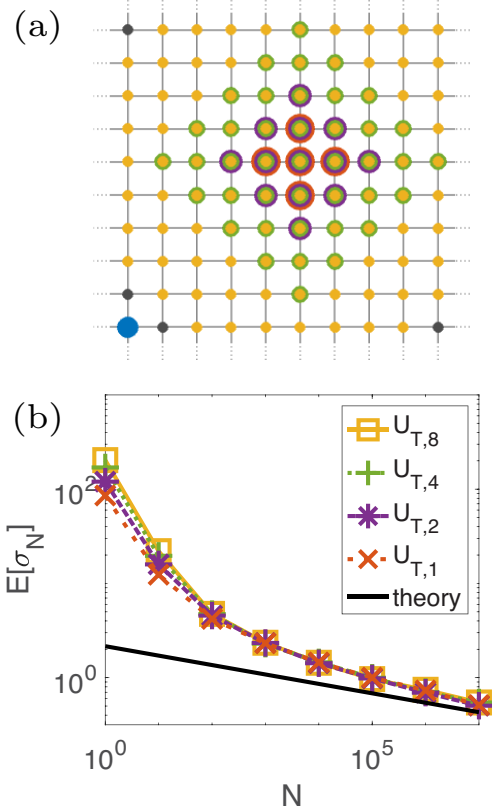 (a)
(b)
U_{T,8}
U_{T,4}
U_{T,2}
U_{T,1}
theory
10^2
10^0
E[σ_N]
10^0
10^5
N